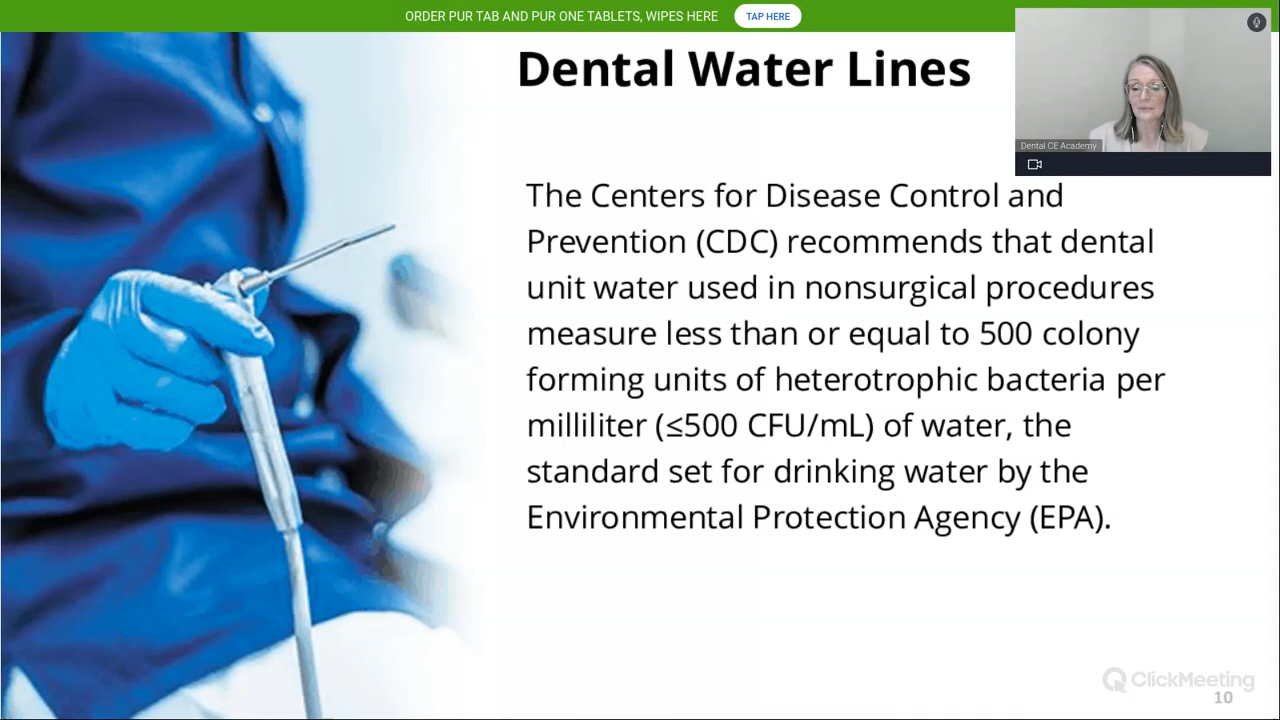 ORDER PUR TAB AND PUR ONE TABLETS, WIPES HERE TAP HERE
Dental Water Lines
Dental CE Academy
The Centers for Disease Control and
Prevention (CDC) recommends that dental
unit water used in nonsurgical procedures
measure less than or equal to 500 colony
forming units of heterotrophic bacteria per
milliliter (≤500 CFU/mL) of water, the
standard set for drinking water by the
Environmental Protection Agency (EPA).
ClickMeeting
10